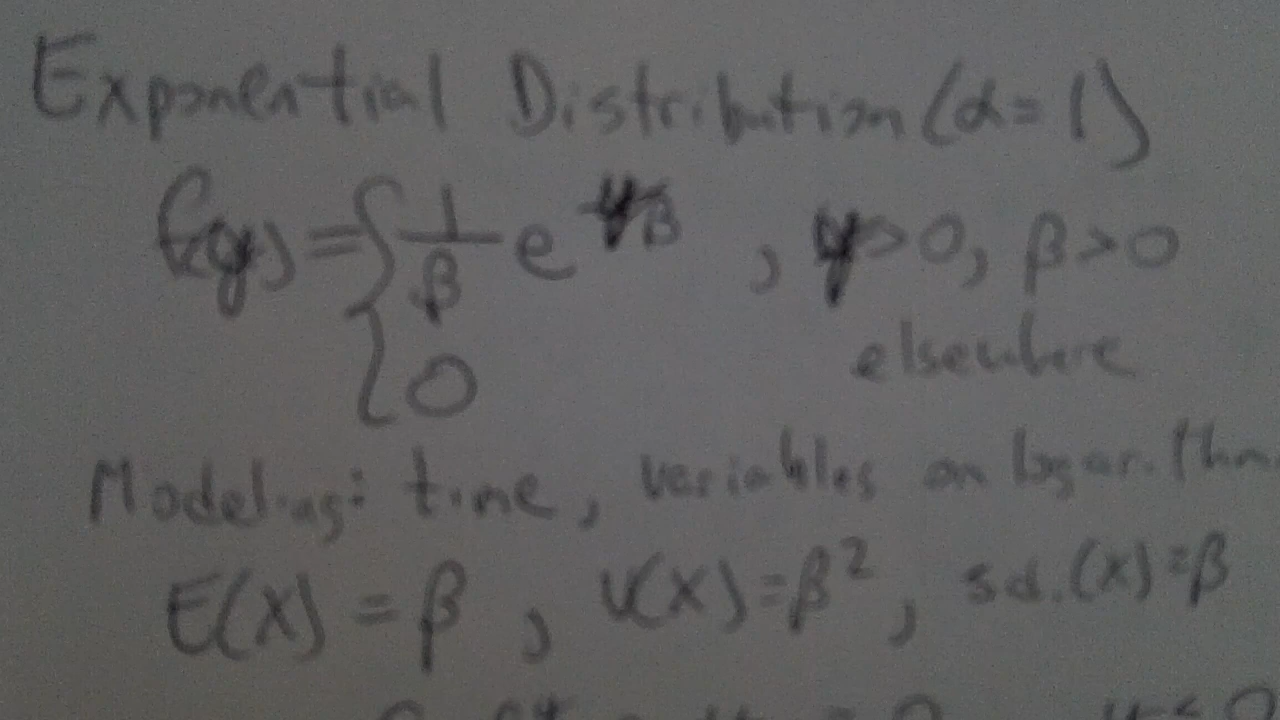 Exponential Distribution (α=1)
f(y) = { 1/β e^-y/β , y>0, β>0
0 elsewhere
Modeling: time, variables on logarithm
E(X) = β , V(X) = β², s.d.(X) = β